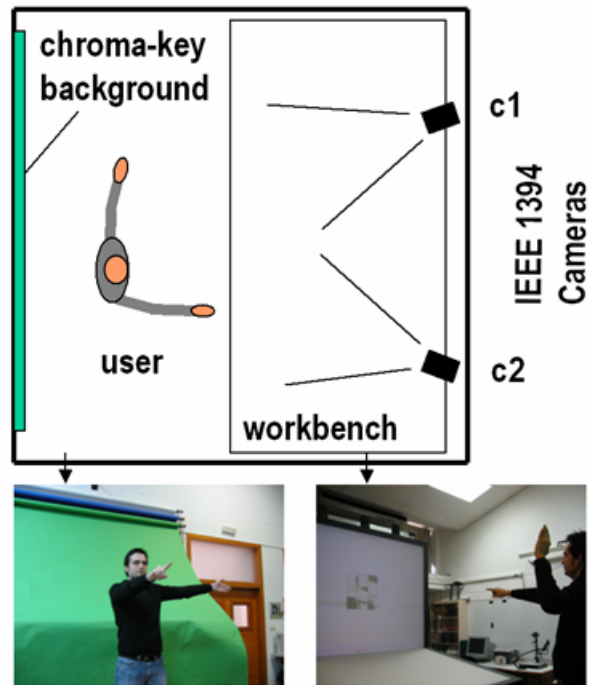 chroma-key
background
c1
IEEE 1394
Cameras
user
c2
workbench